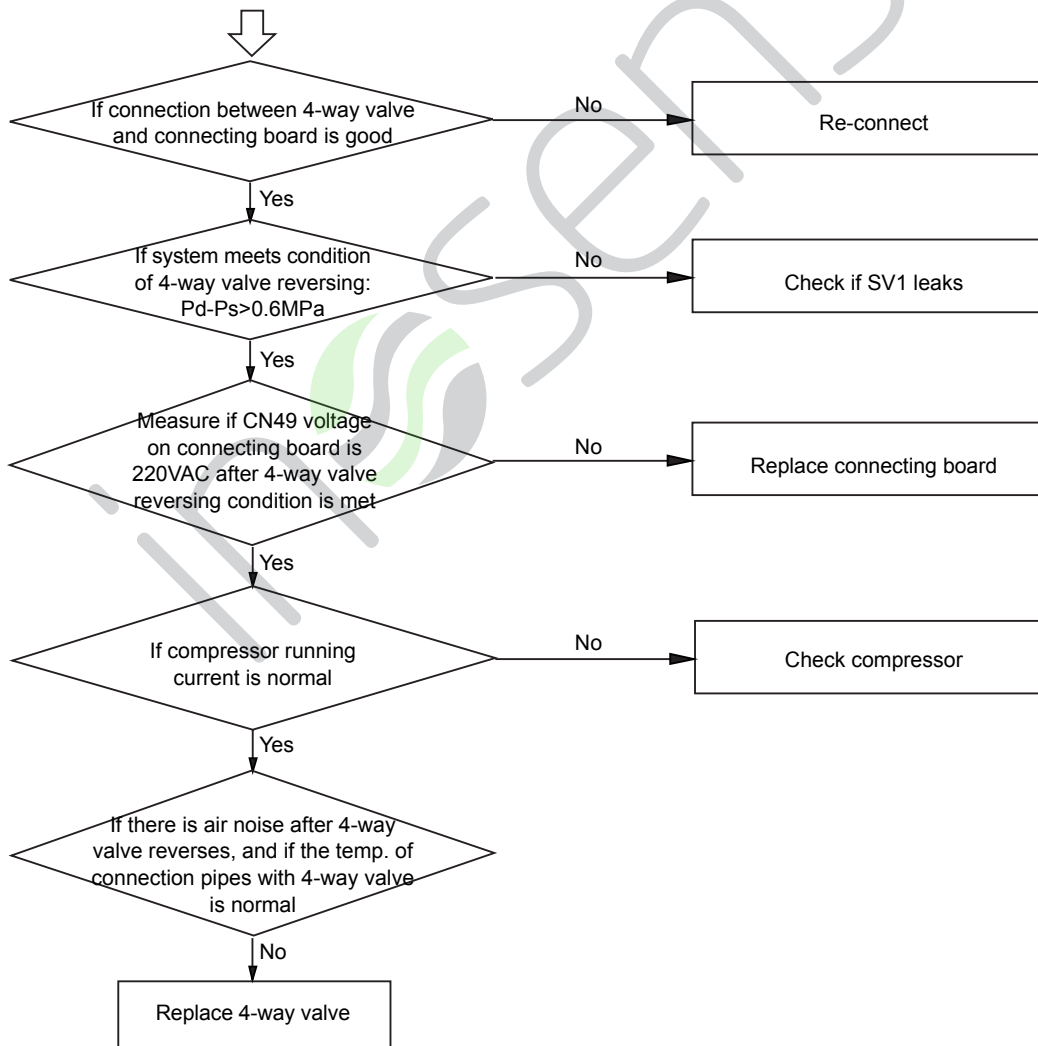 If connection between 4-way valve
and connecting board is good
No
Re-connect
Yes
If system meets condition
of 4-way valve reversing:
Pd-Ps>0.6MPa
No
Check if SV1 leaks
Yes
Measure if CN49 voltage
on connecting board is
220VAC after 4-way valve
reversing condition is met
No
Replace connecting board
Yes
If compressor running
current is normal
No
Check compressor
Yes
If there is air noise after 4-way
valve reverses, and if the temp. of
connection pipes with 4-way valve
is normal
No
Replace 4-way valve